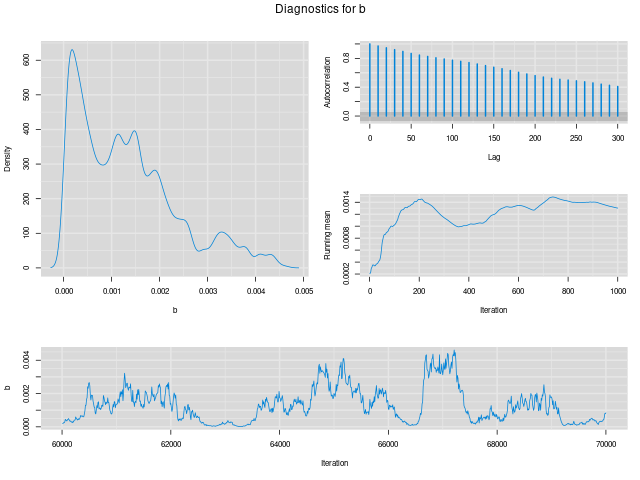 Diagnostics for b
Density
0 100 200 300 400 500 600
0.000 0.001 0.002 0.003 0.004 0.005
b
Autocorrelation
0.0 0.4 0.8
0 50 100 150 200 250 300
Lag
Running mean
0.0002 0.0008 0.0014
0 200 400 600 800 1000
Iteration
b
0.000 0.002 0.004
60000 62000 64000 66000 68000 70000
Iteration